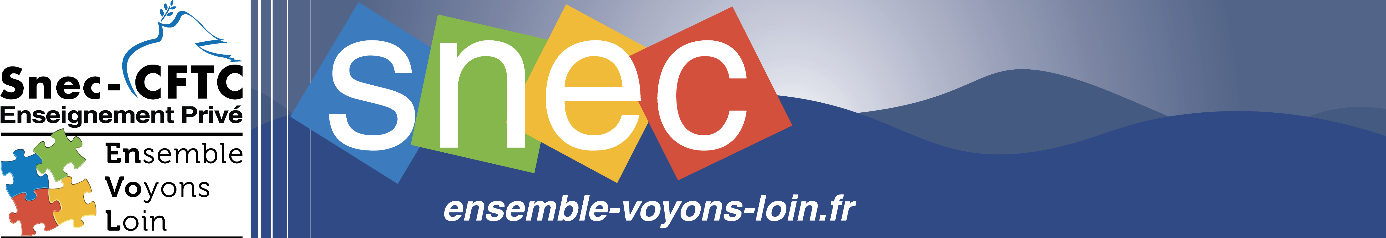 Snec-CFTC
Enseignement Privé
Ensemble
Voyons
Loin
snec
ensemble-voyons-loin.fr